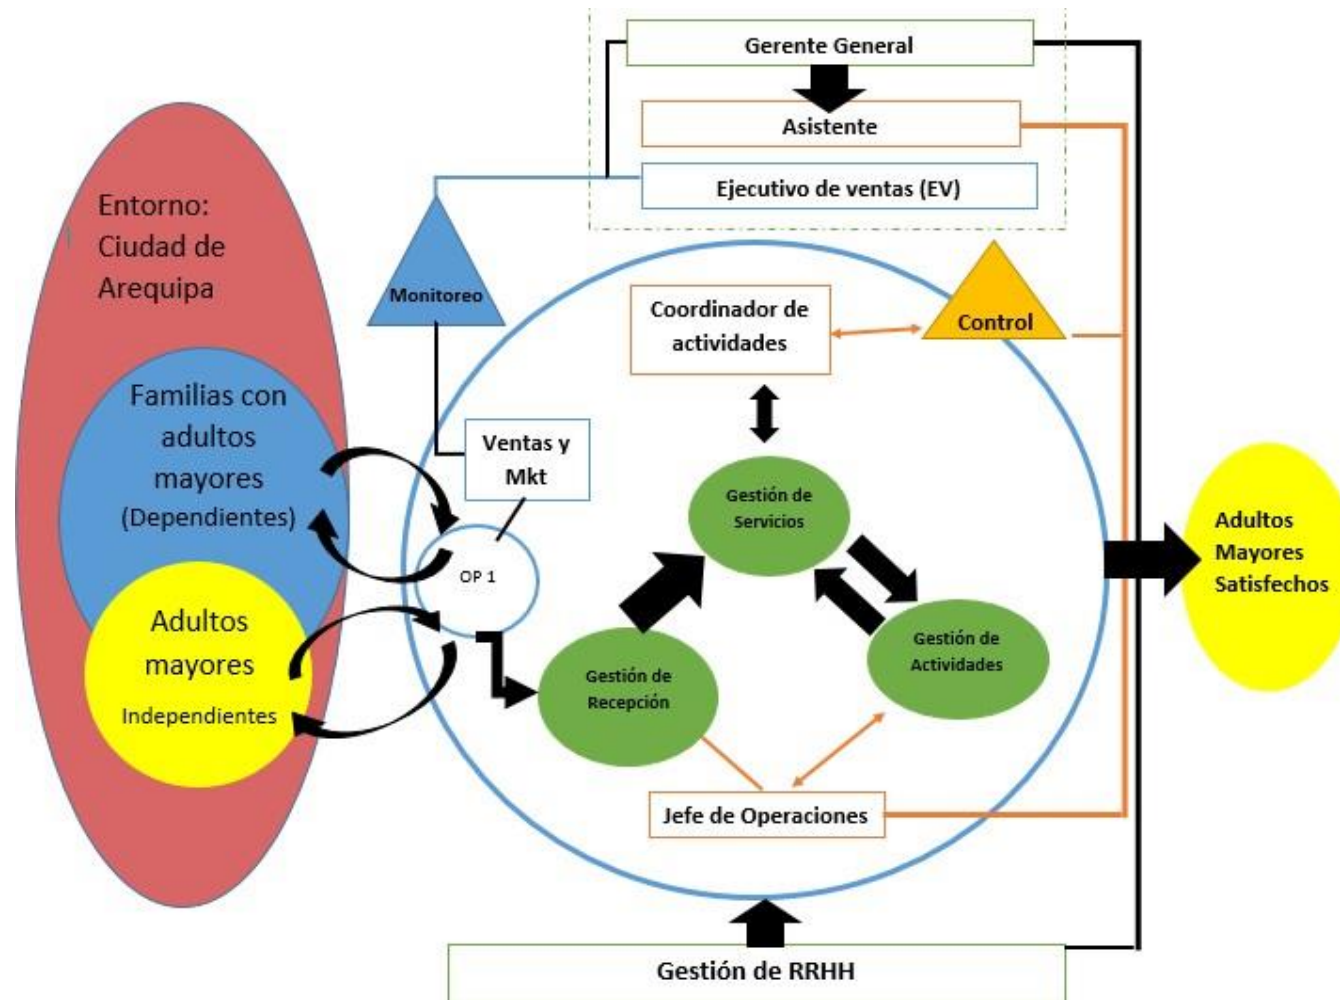 Gerente General
Asistente
Ejecutivo de ventas (EV)
Entorno:
Ciudad de
Arequipa
Monitoreo
Coordinador de
actividades
Control
Familias con
adultos
mayores
(Dependientes)
Ventas y
Mkt
Gestión de
Servicios
OP 1
Adultos
Mayores
Satisfechos
Adultos
mayores
Independientes
Gestión de
Recepción
Gestión de
Actividades
Jefe de Operaciones
Gestión de RRHH